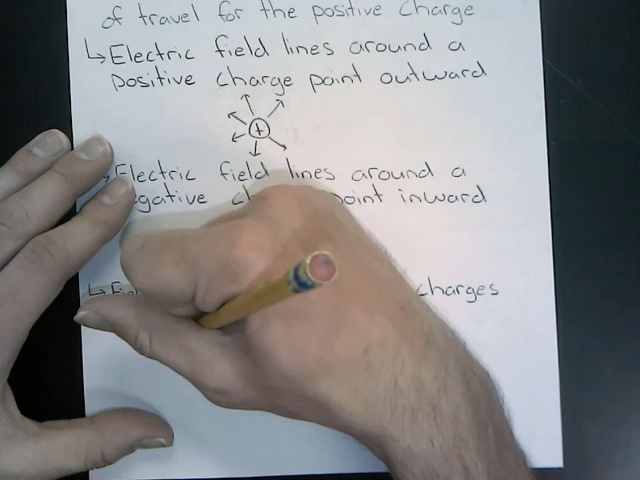 of travel for the positive charge
↳ Electric field lines around a
positive charge point outward
+
Electric field lines around a
point inward
↳ charges